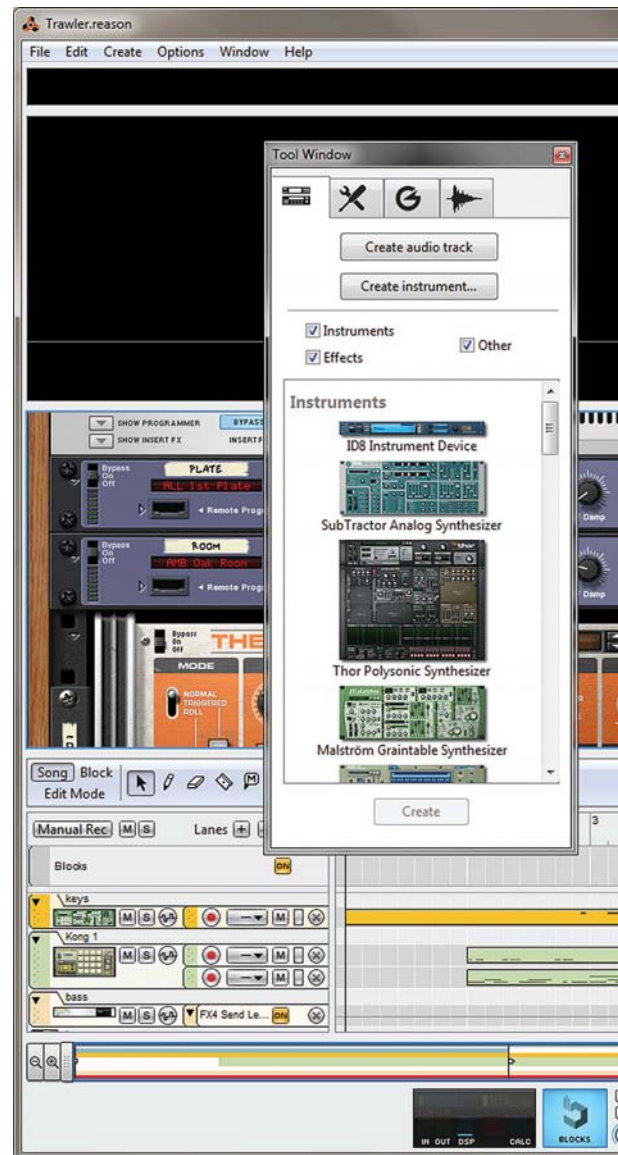 Trawler.reason
File Edit Create Options Window Help
Tool Window
Create audio track
Create instrument...
Instruments
Other
Effects
Instruments
ID8 Instrument Device
SubTractor Analog Synthesizer
Thor Polysonic Synthesizer
Malström Graintable Synthesizer
Create
SHOW PROGRAMMER BYPASS
SHOW INSERT FX INSERT F
Bypass
On
Off
PLATE
ALL 1st Plate
Remote Prog
Damp
Bypass
On
Off
ROOM
AMB Oak Room
Remote Prog
Damp
Bypass
On
Off
THE
MODE
NORMAL
TRIGGERED
ROLL
Song Block
Edit Mode
M
Manual Rec M S Lanes + 3
Blocks ON
keys
M S M
Kong 1
M S M
M
bass
M S FX4 Send Le... ON
IN OUT DSP CALC
BLOCKS